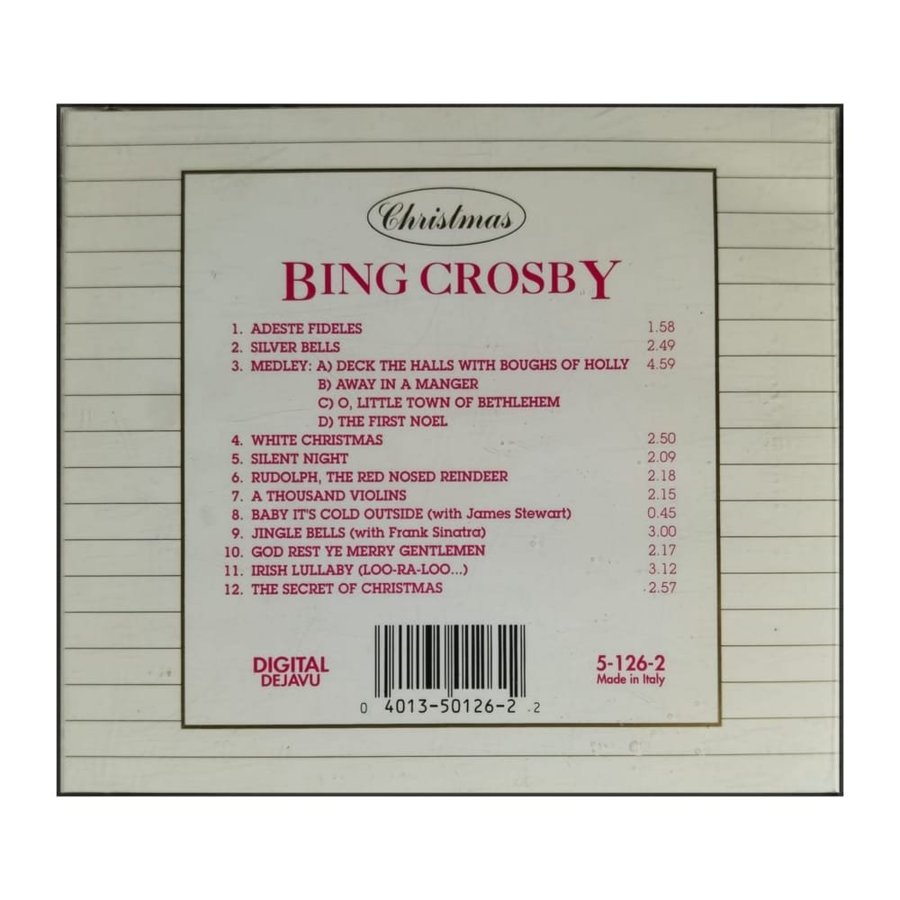 Christmas
BING CROSBY
1. ADESTE FIDELES 1.58
2. SILVER BELLS 2.49
3. MEDLEY: A) DECK THE HALLS WITH BOUGHS OF HOLLY 4.59
B) AWAY IN A MANGER
C) O, LITTLE TOWN OF BETHLEHEM
D) THE FIRST NOEL
4. WHITE CHRISTMAS 2.50
5. SILENT NIGHT 2.09
6. RUDOLPH, THE RED NOSED REINDEER 2.18
7. A THOUSAND VIOLINS 2.15
8. BABY IT'S COLD OUTSIDE (with James Stewart) 0.45
9. JINGLE BELLS (with Frank Sinatra) 3.00
10. GOD REST YE MERRY GENTLEMEN 2.17
11. IRISH LULLABY (LOO-RA-LOO...) 3.12
12. THE SECRET OF CHRISTMAS 2.57
DIGITAL
DEJAVU
0 4013-50126-2 2
5-126-2
Made in Italy